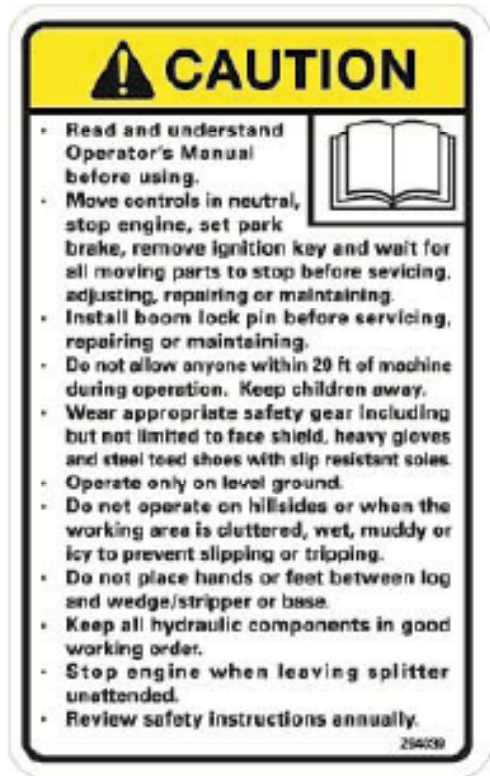 CAUTION
• Read and understand
Operator's Manual
before using.
• Move controls in neutral,
stop engine, set park
brake, remove ignition key and wait for
all moving parts to stop before sevicing,
adjusting, repairing or maintaining.
• Install boom lock pin before servicing,
repairing or maintaining.
• Do not allow anyone within 20 ft of machine
during operation. Keep children away.
• Wear appropriate safety gear including
but not limited to face shield, heavy gloves
and steel toed shoes with slip resistant soles.
• Operate only on level ground.
• Do not operate on hillsides or when the
working area is cluttered, wet, muddy or
icy to prevent slipping or tripping.
• Do not place hands or feet between log
and wedge/stripper or base.
• Keep all hydraulic components in good
working order.
• Stop engine when leaving splitter
unattended.
• Review safety instructions annually.